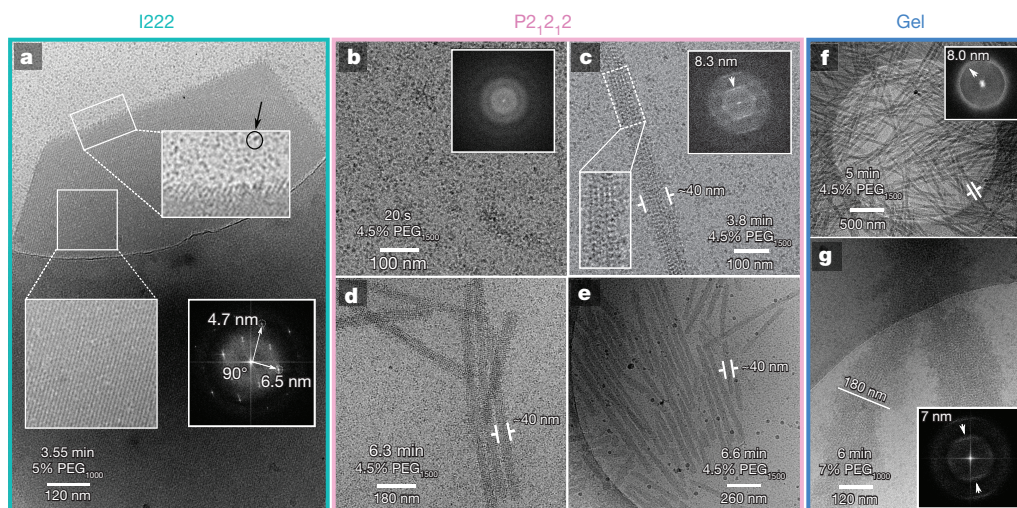 I222
P2₁2₁2
Gel
a
4.7 nm
90°
6.5 nm
3.55 min
5% PEG₁₀₀₀
120 nm
b
20 s
4.5% PEG₁₅₀₀
100 nm
c
8.3 nm
~40 nm
3.8 min
4.5% PEG₁₅₀₀
100 nm
d
~40 nm
6.3 min
4.5% PEG₁₅₀₀
180 nm
e
~40 nm
6.6 min
4.5% PEG₁₅₀₀
260 nm
f
8.0 nm
5 min
4.5% PEG₁₅₀₀
500 nm
g
180 nm
7 nm
6 min
7% PEG₁₀₀₀
120 nm